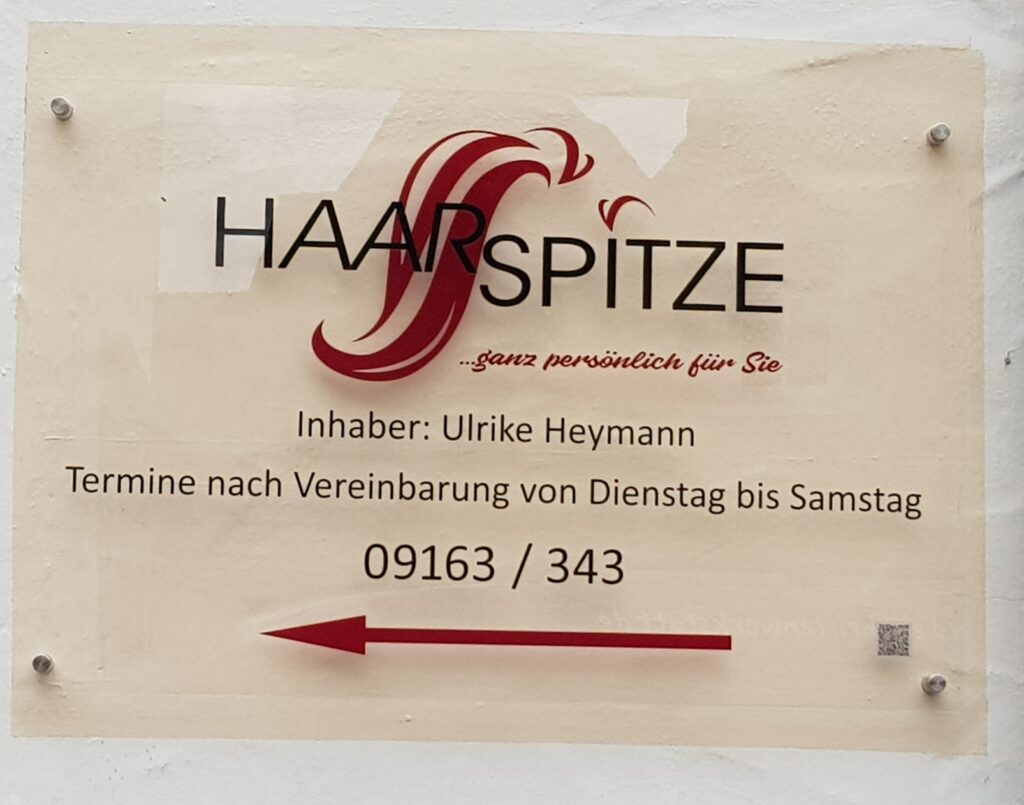 HAARSPITZE
...ganz persönlich für Sie
Inhaber: Ulrike Heymann
Termine nach Vereinbarung von Dienstag bis Samstag
09163 / 343